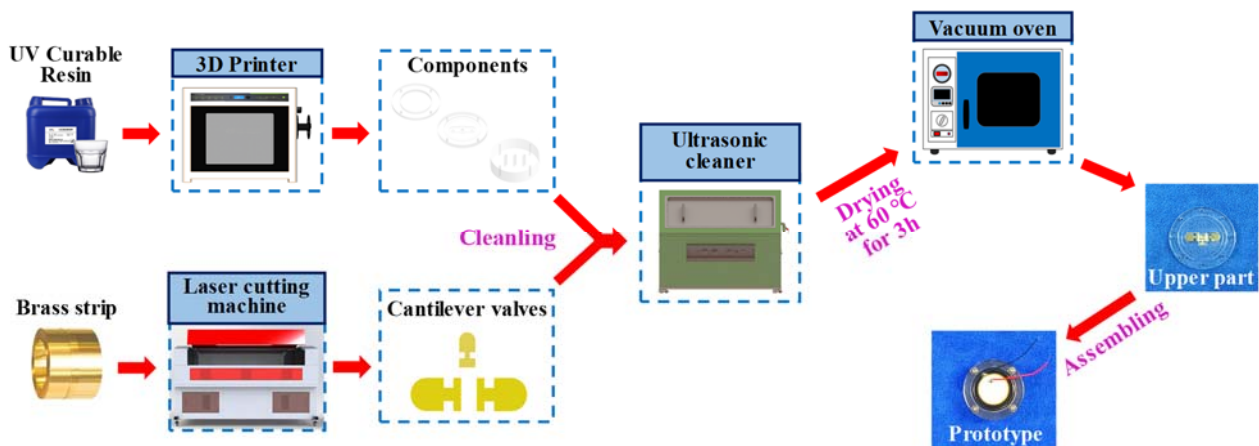 UV Curable
Resin
3D Printer
Components
Ultrasonic
cleaner
Vacuum oven
Drying
at 60 ℃
for 3h
Cleanling
Upper part
Brass strip
Laser cutting
machine
Cantilever valves
Assembling
Prototype